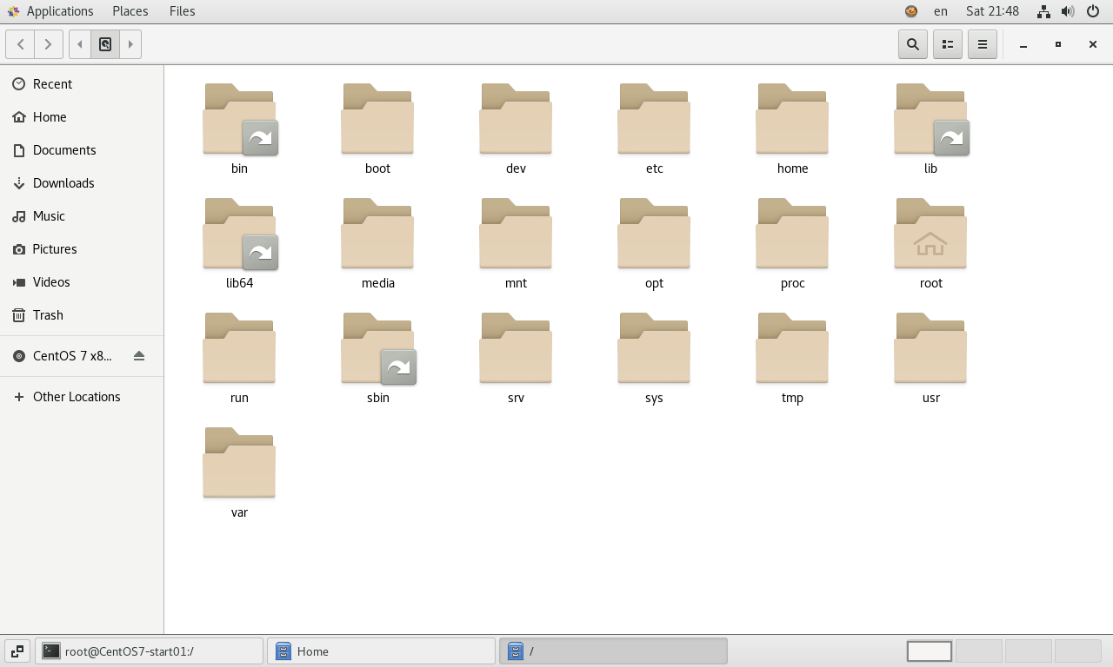 Applications Places Files en Sat 21:48
Recent
Home
Documents
Downloads
Music
Pictures
Videos
Trash
CentOS 7 x8...
Other Locations
bin boot dev etc home lib
lib64 media mnt opt proc root
run sbin srv sys tmp usr
var
root@CentOS7-start01:/ Home /